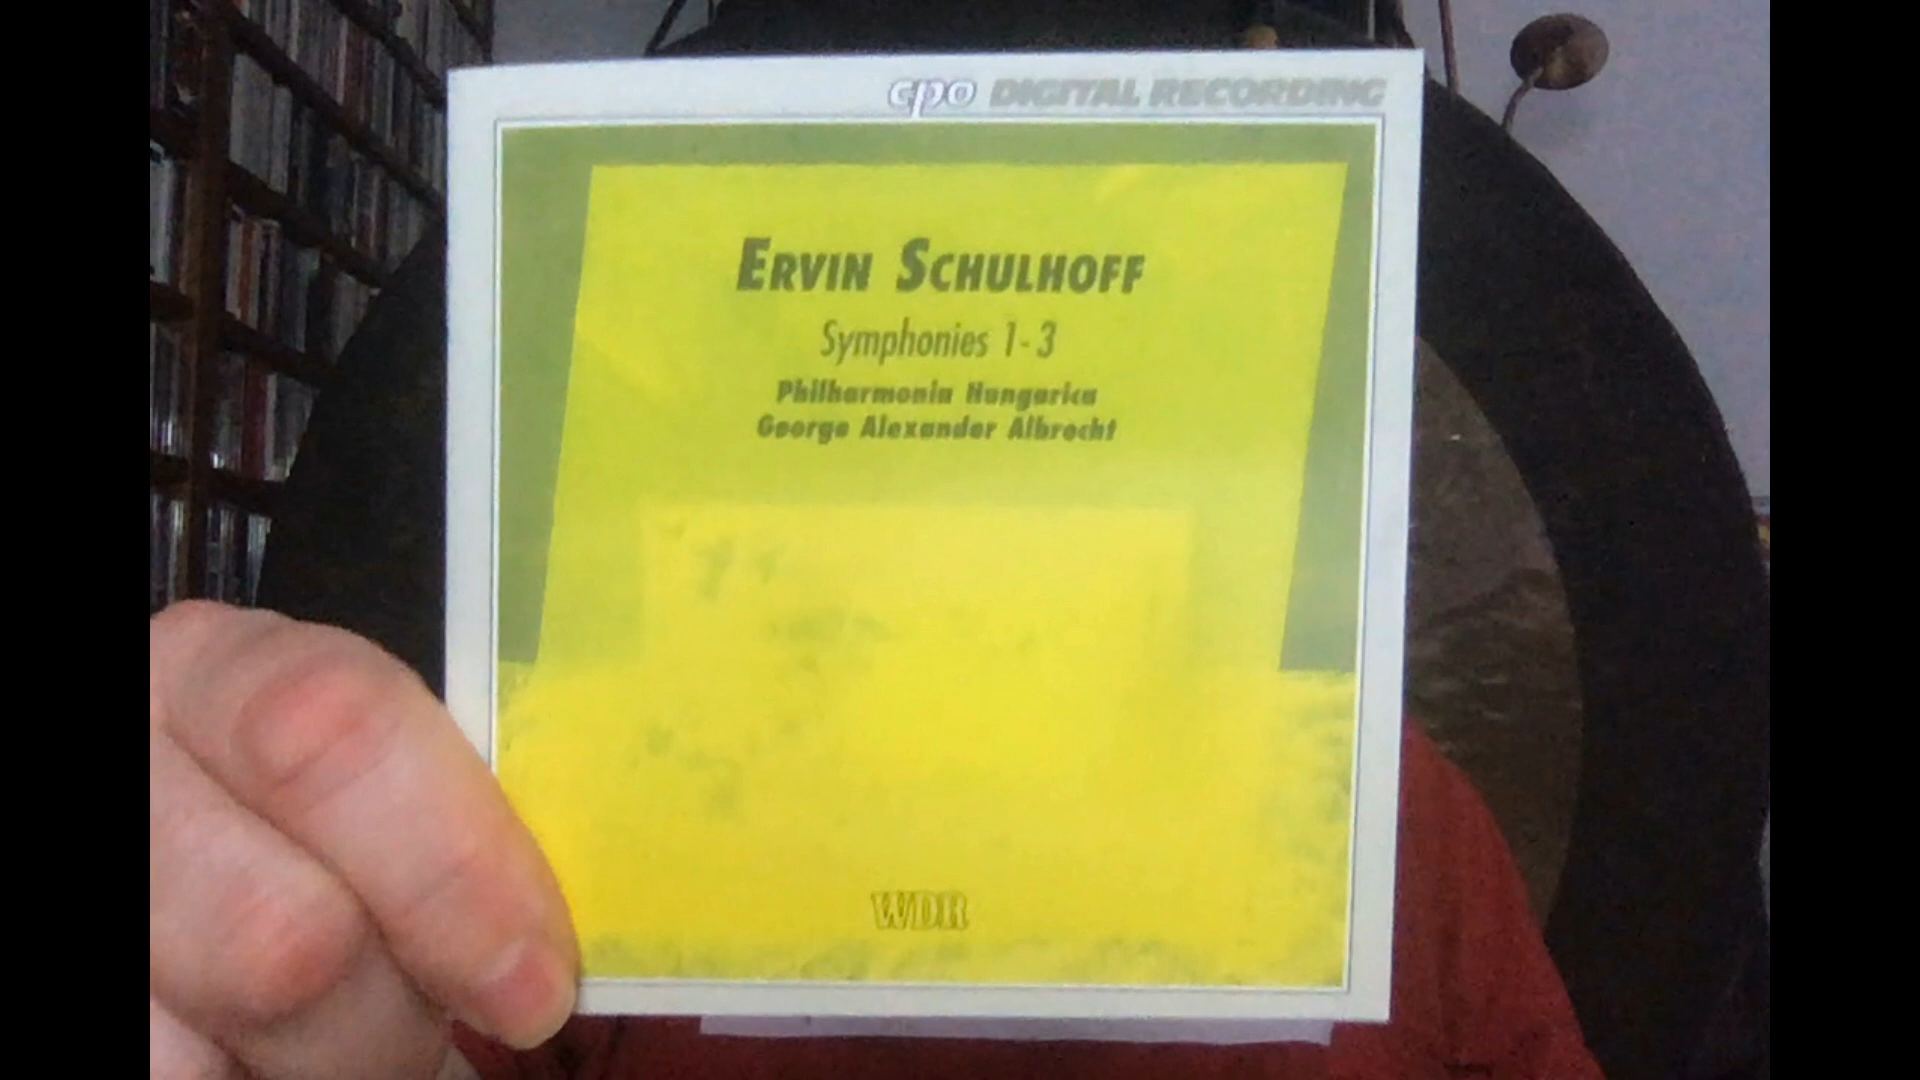 cpo DIGITAL RECORDING
ERVIN SCHULHOFF
Symphonies 1-3
Philharmonia Hungarica
George Alexander Albrecht
WDR